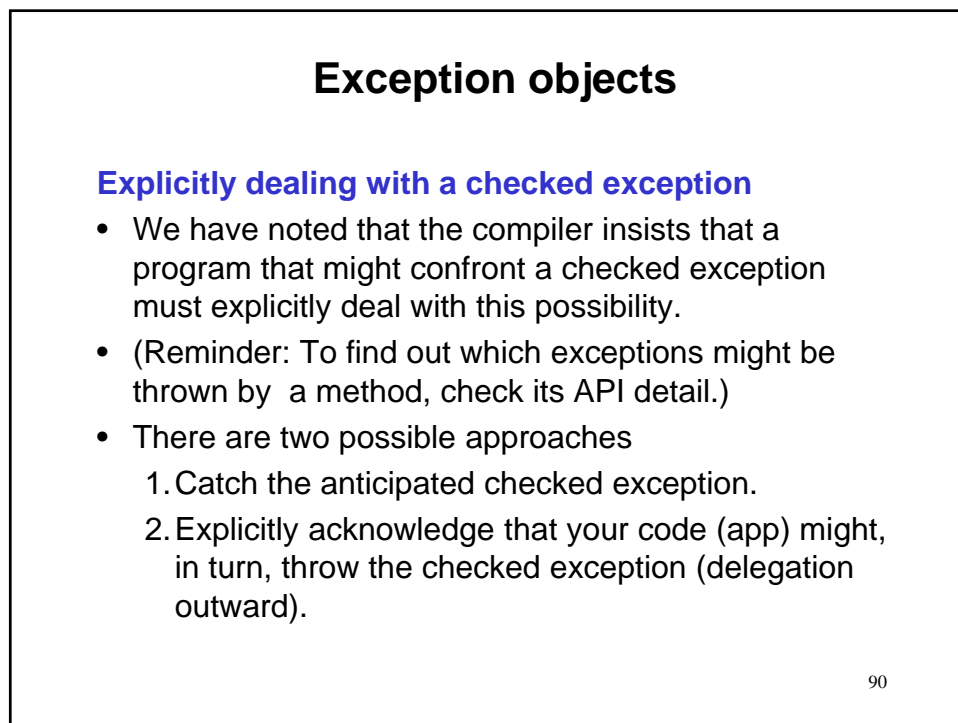 Exception objects
Explicitly dealing with a checked exception
• We have noted that the compiler insists that a
program that might confront a checked exception
must explicitly deal with this possibility.
• (Reminder: To find out which exceptions might be
thrown by  a method, check its API detail.)
• There are two possible approaches
1. Catch the anticipated checked exception.
2. Explicitly acknowledge that your code (app) might,
in turn, throw the checked exception (delegation
outward).
90